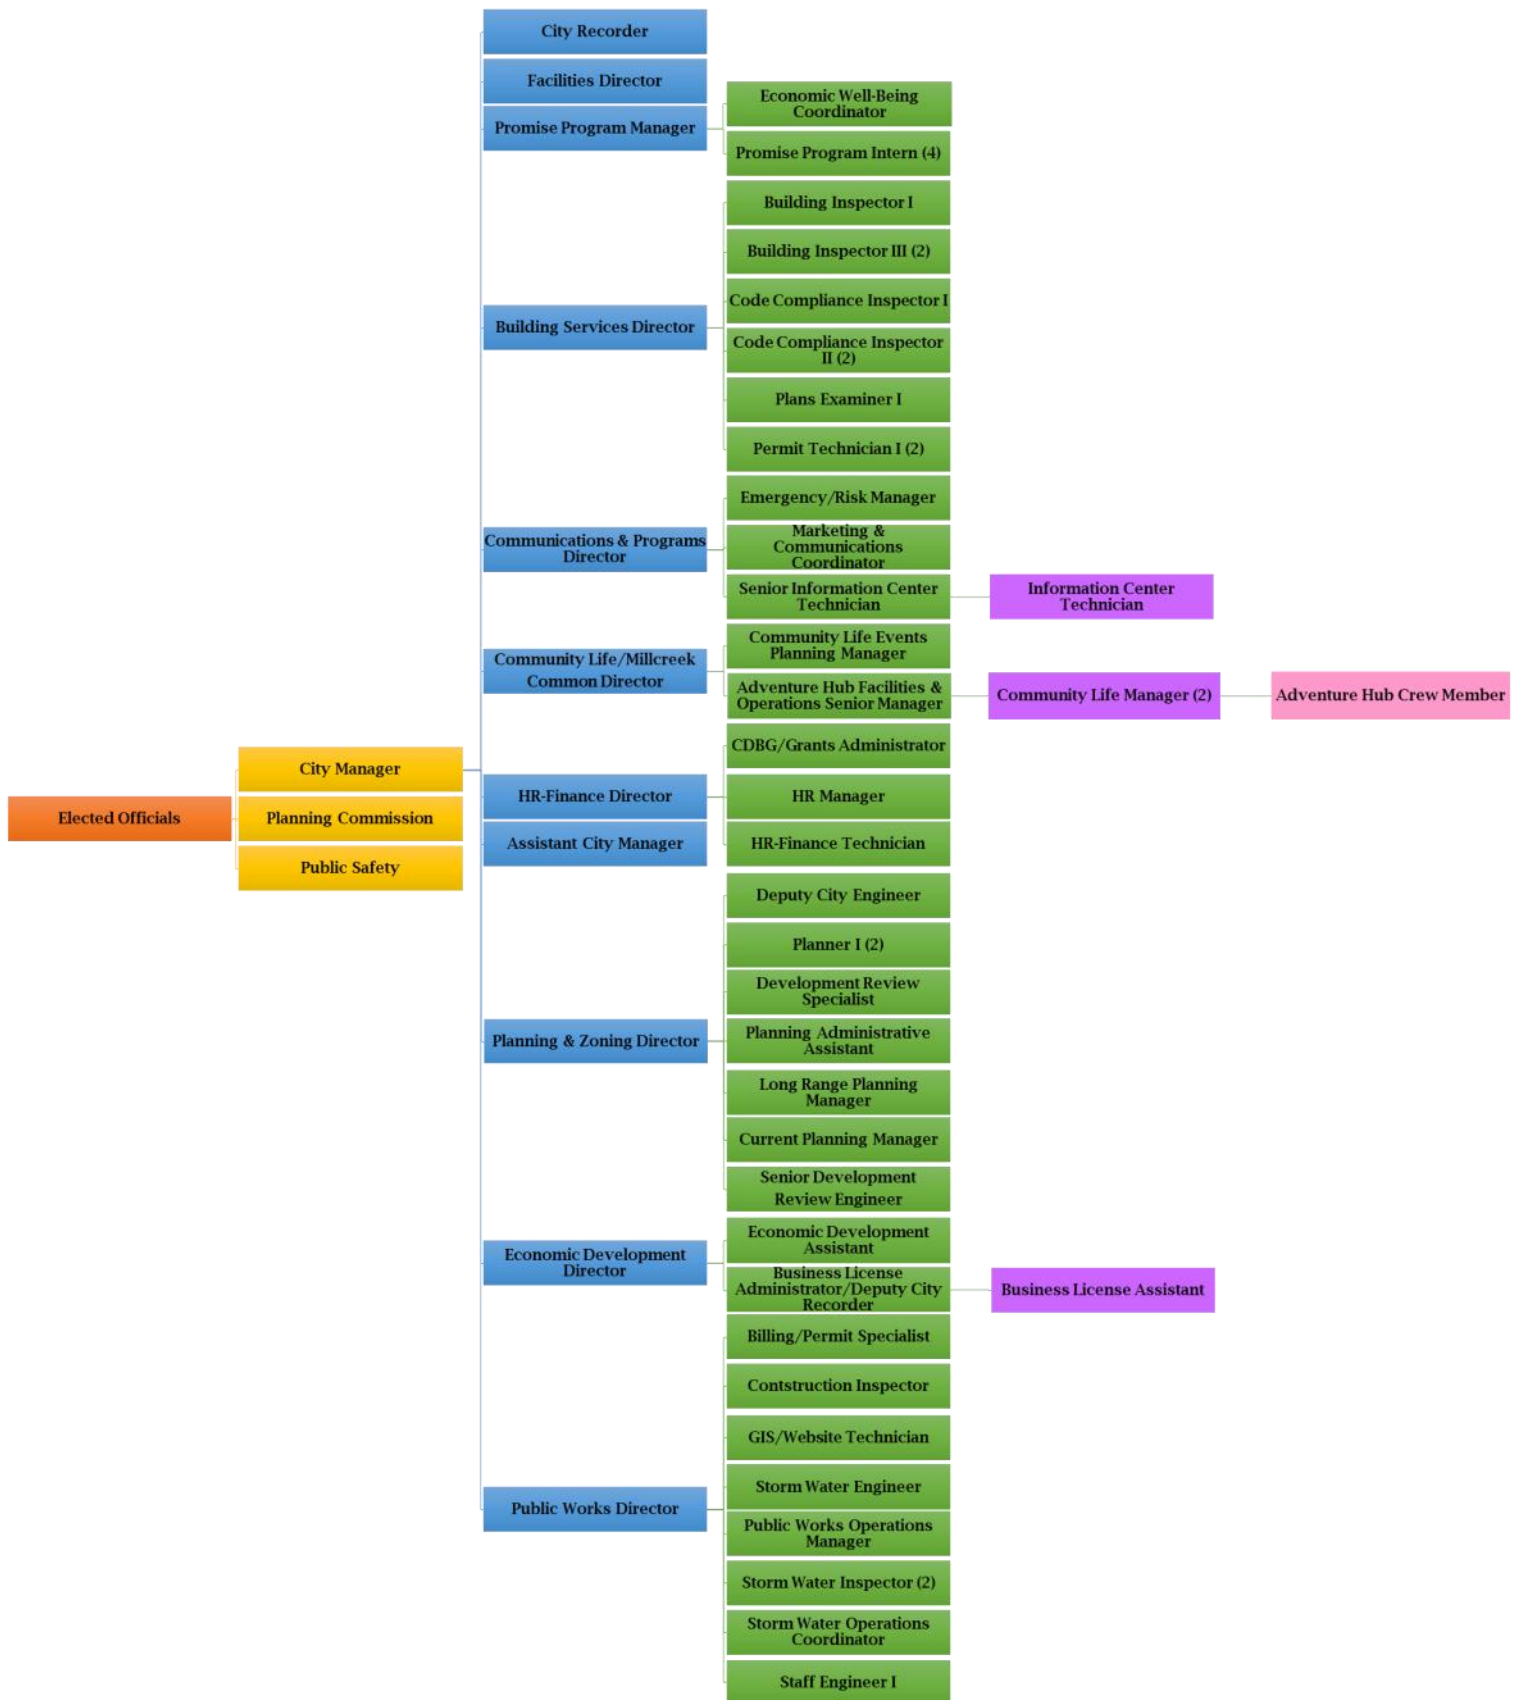 City Recorder
Facilities Director
Promise Program Manager
Economic Well-Being
Coordinator
Promise Program Intern (4)
Building Services Director
Building Inspector I
Building Inspector III (2)
Code Compliance Inspector I
Code Compliance Inspector
II (2)
Plans Examiner I
Permit Technician I (2)
Communications & Programs
Director
Emergency/Risk Manager
Marketing &
Communications
Coordinator
Senior Information Center
Technician
Information Center
Technician
Community Life/Millcreek
Common Director
Community Life Events
Planning Manager
Adventure Hub Facilities &
Operations Senior Manager
Community Life Manager (2)
Adventure Hub Crew Member
Elected Officials
City Manager
Planning Commission
Public Safety
HR-Finance Director
Assistant City Manager
CDBG/Grants Administrator
HR Manager
HR-Finance Technician
Planning & Zoning Director
Deputy City Engineer
Planner I (2)
Development Review
Specialist
Planning Administrative
Assistant
Long Range Planning
Manager
Current Planning Manager
Senior Development
Review Engineer
Economic Development
Director
Economic Development
Assistant
Business License
Administrator/Deputy City
Recorder
Business License Assistant
Public Works Director
Billing/Permit Specialist
Contstruction Inspector
GIS/Website Technician
Storm Water Engineer
Public Works Operations
Manager
Storm Water Inspector (2)
Storm Water Operations
Coordinator
Staff Engineer I